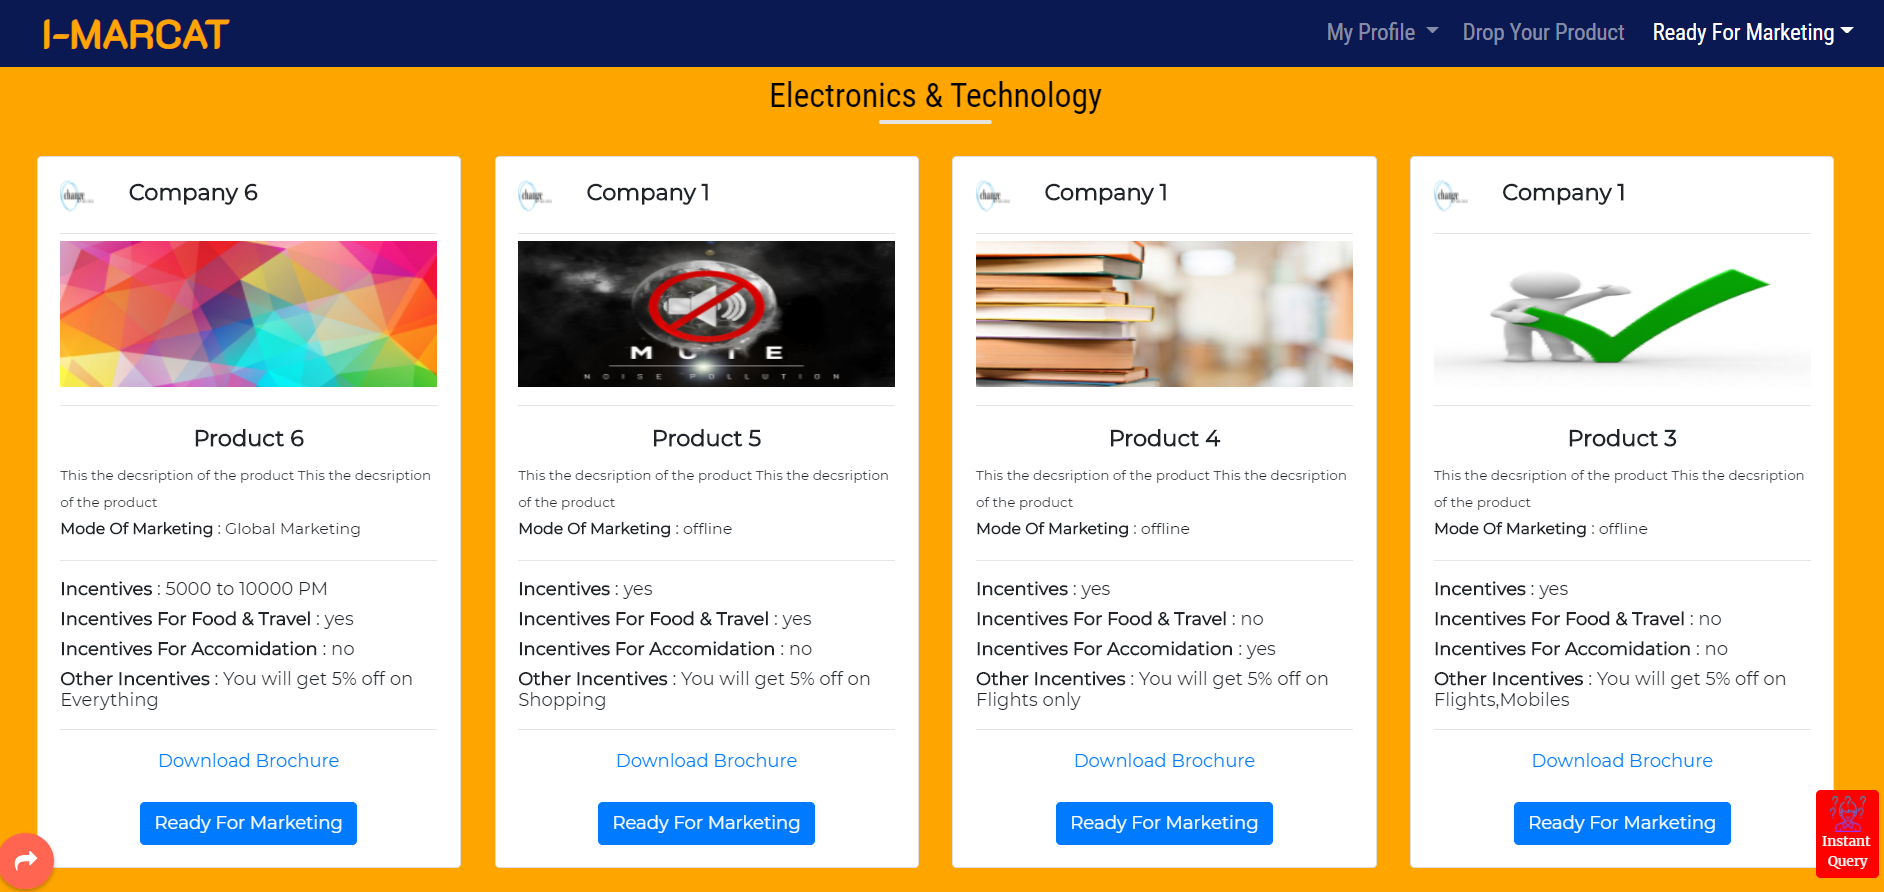 I-MARCAT
My Profile
Drop Your Product
Ready For Marketing
Electronics & Technology
change
Company 6
Product 6
This the decsription of the product This the decsription
of the product
Mode Of Marketing : Global Marketing
Incentives : 5000 to 10000 PM
Incentives For Food & Travel : yes
Incentives For Accomidation : no
Other Incentives : You will get 5% off on
Everything
Download Brochure
Ready For Marketing
change
Company 1
MUTE
NOISE POLLUTION
Product 5
This the decsription of the product This the decsription
of the product
Mode Of Marketing : offline
Incentives : yes
Incentives For Food & Travel : yes
Incentives For Accomidation : no
Other Incentives : You will get 5% off on
Shopping
Download Brochure
Ready For Marketing
change
Company 1
Product 4
This the decsription of the product This the decsription
of the product
Mode Of Marketing : offline
Incentives : yes
Incentives For Food & Travel : no
Incentives For Accomidation : yes
Other Incentives : You will get 5% off on
Flights only
Download Brochure
Ready For Marketing
change
Company 1
Product 3
This the decsription of the product This the decsription
of the product
Mode Of Marketing : offline
Incentives : yes
Incentives For Food & Travel : no
Incentives For Accomidation : no
Other Incentives : You will get 5% off on
Flights,Mobiles
Download Brochure
Ready For Marketing
Instant
Query